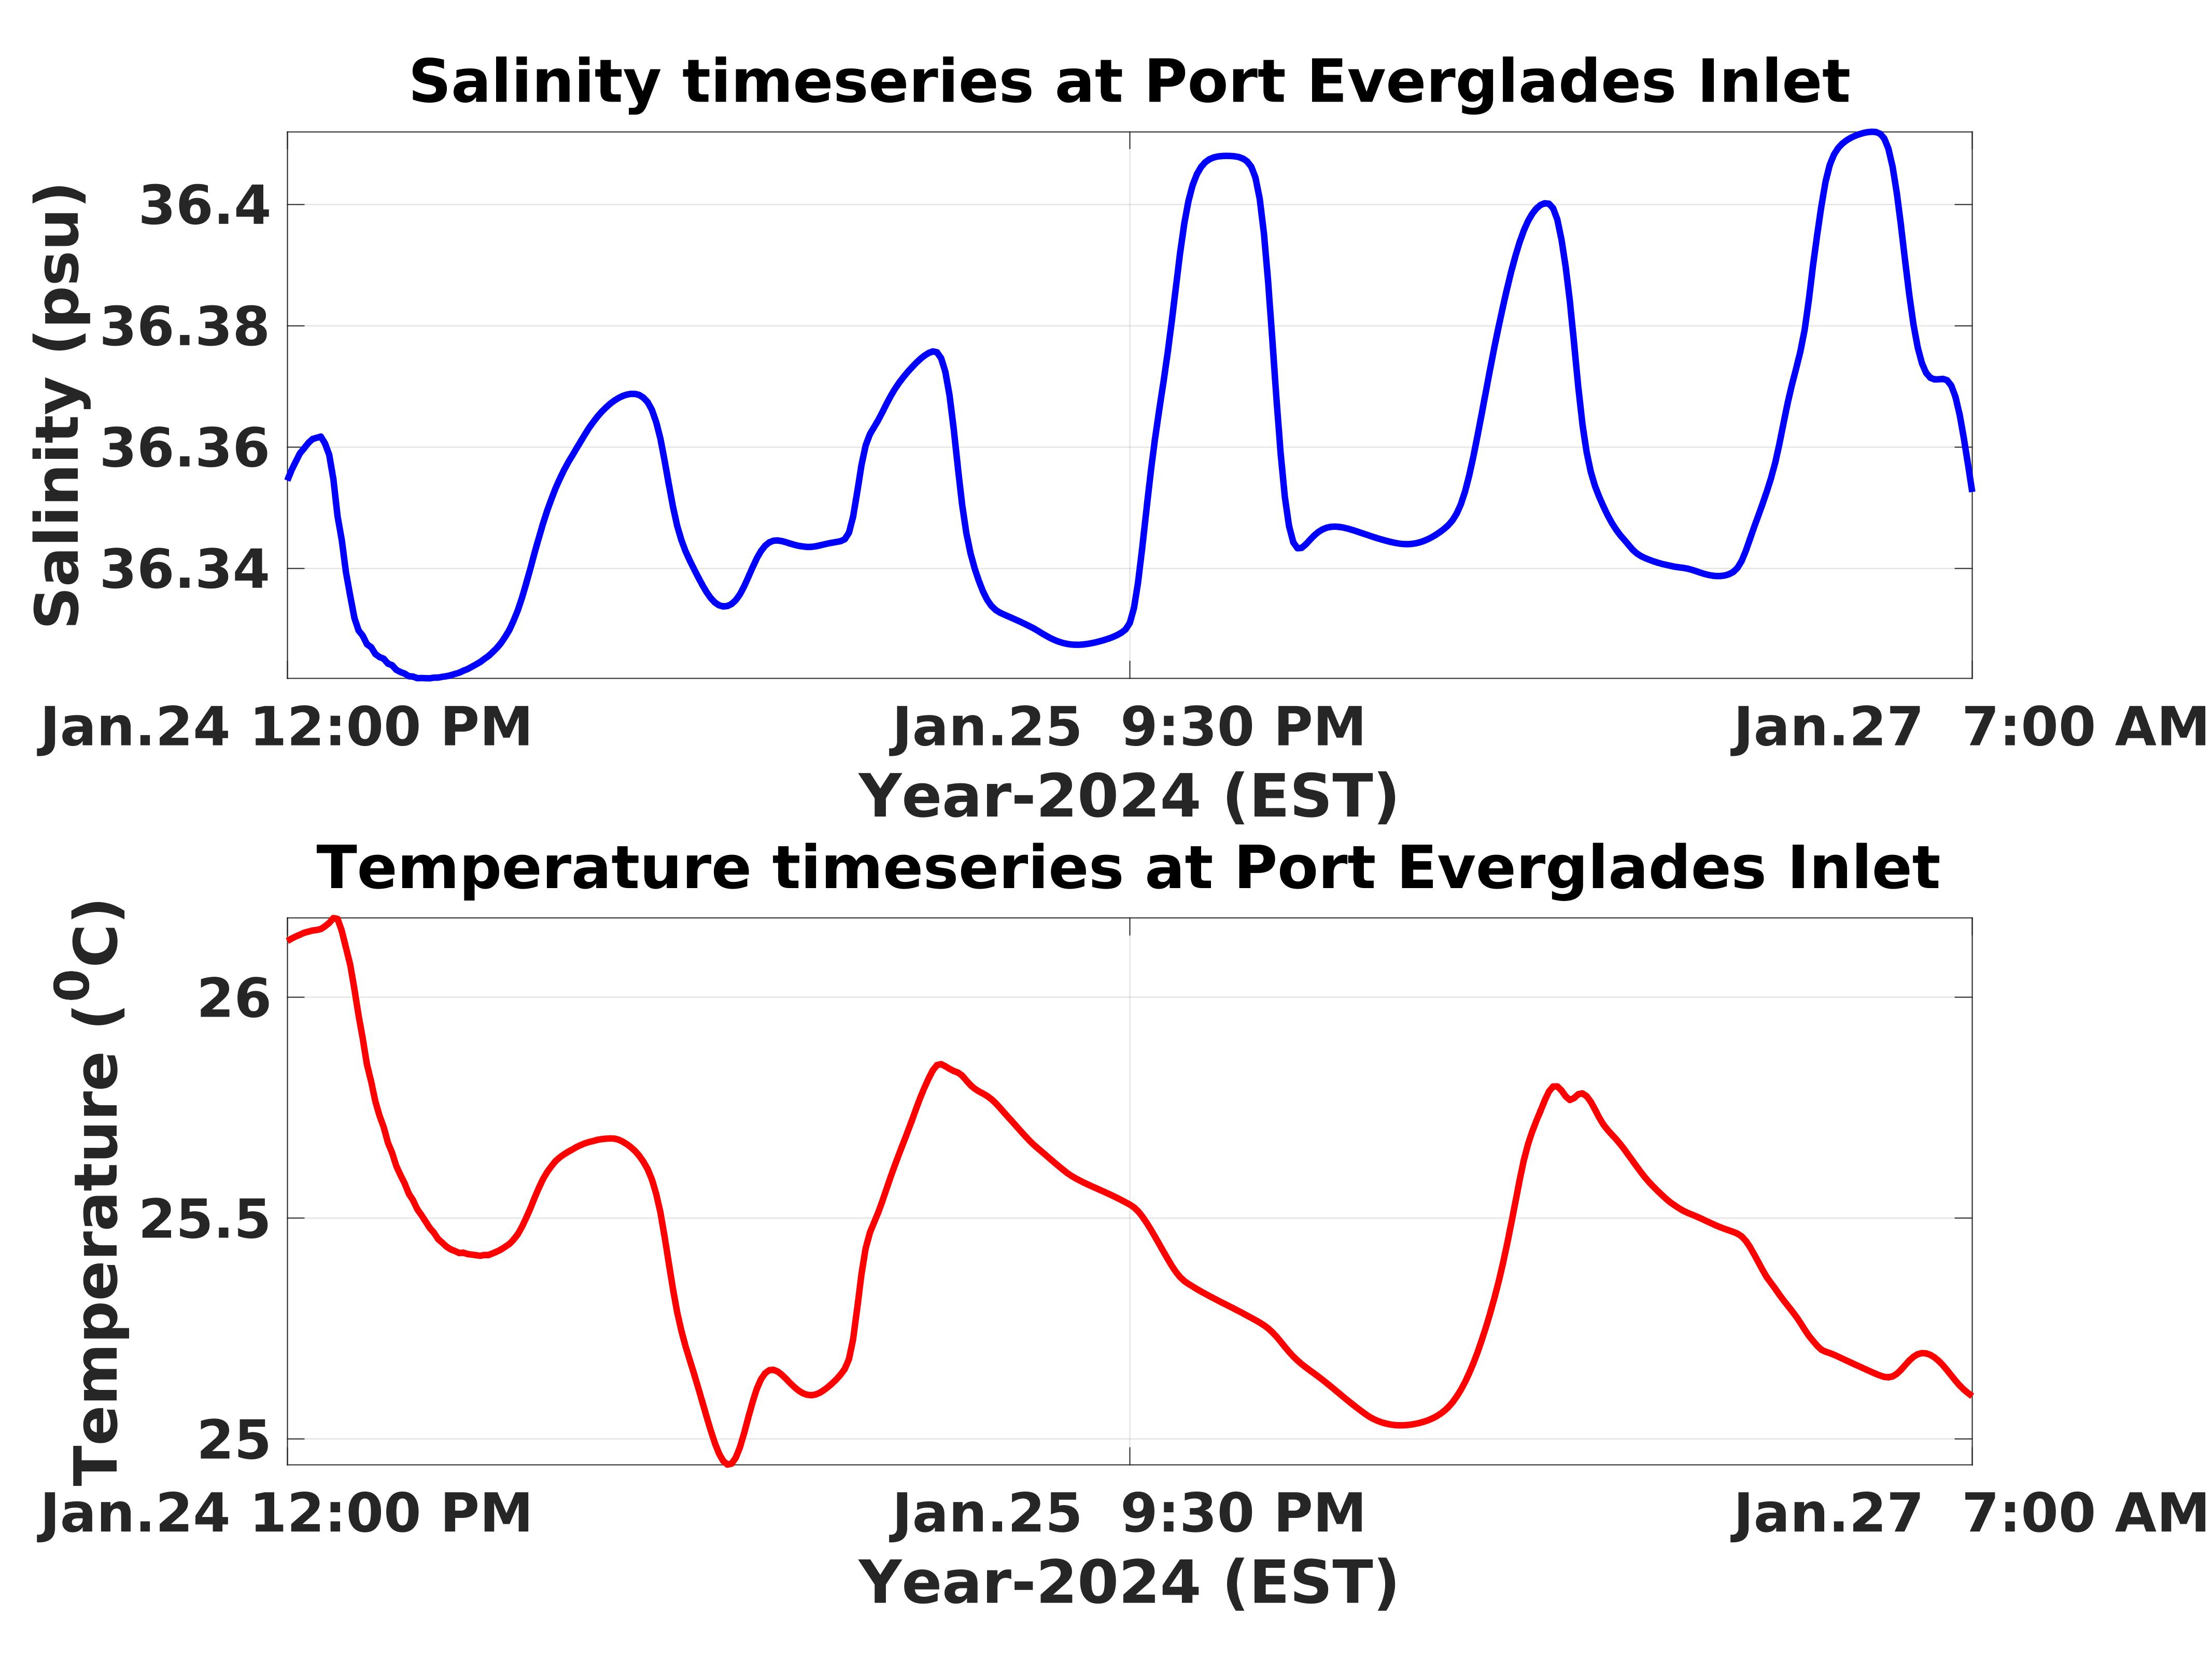 Salinity timeseries at Port Everglades Inlet
Salinity (psu)
36.4
36.38
36.36
36.34
Jan.24 12:00 PM Jan.25 9:30 PM Jan.27 7:00 AM
Year-2024 (EST)
Temperature timeseries at Port Everglades Inlet
Temperature (⁰C)
26
25.5
25
Jan.24 12:00 PM Jan.25 9:30 PM Jan.27 7:00 AM
Year-2024 (EST)